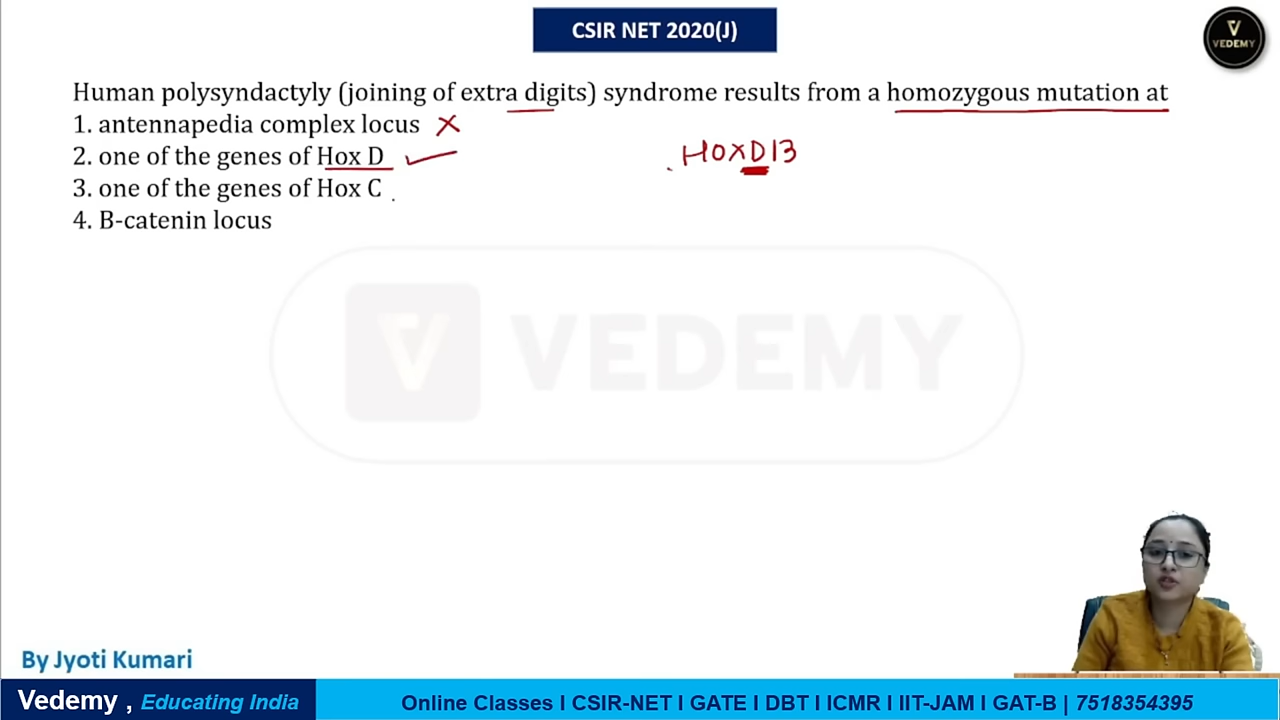 CSIR NET 2020(J)
VEDEMY
Human polysyndactyly (joining of extra digits) syndrome results from a homozygous mutation at
1. antennapedia complex locus
2. one of the genes of Hox D
HOXD13
3. one of the genes of Hox C
4. B-catenin locus
VEDEMY
By Jyoti Kumari
Vedemy , Educating India
Online Classes I CSIR-NET I GATE I DBT I ICMR I IIT-JAM I GAT-B | 7518354395